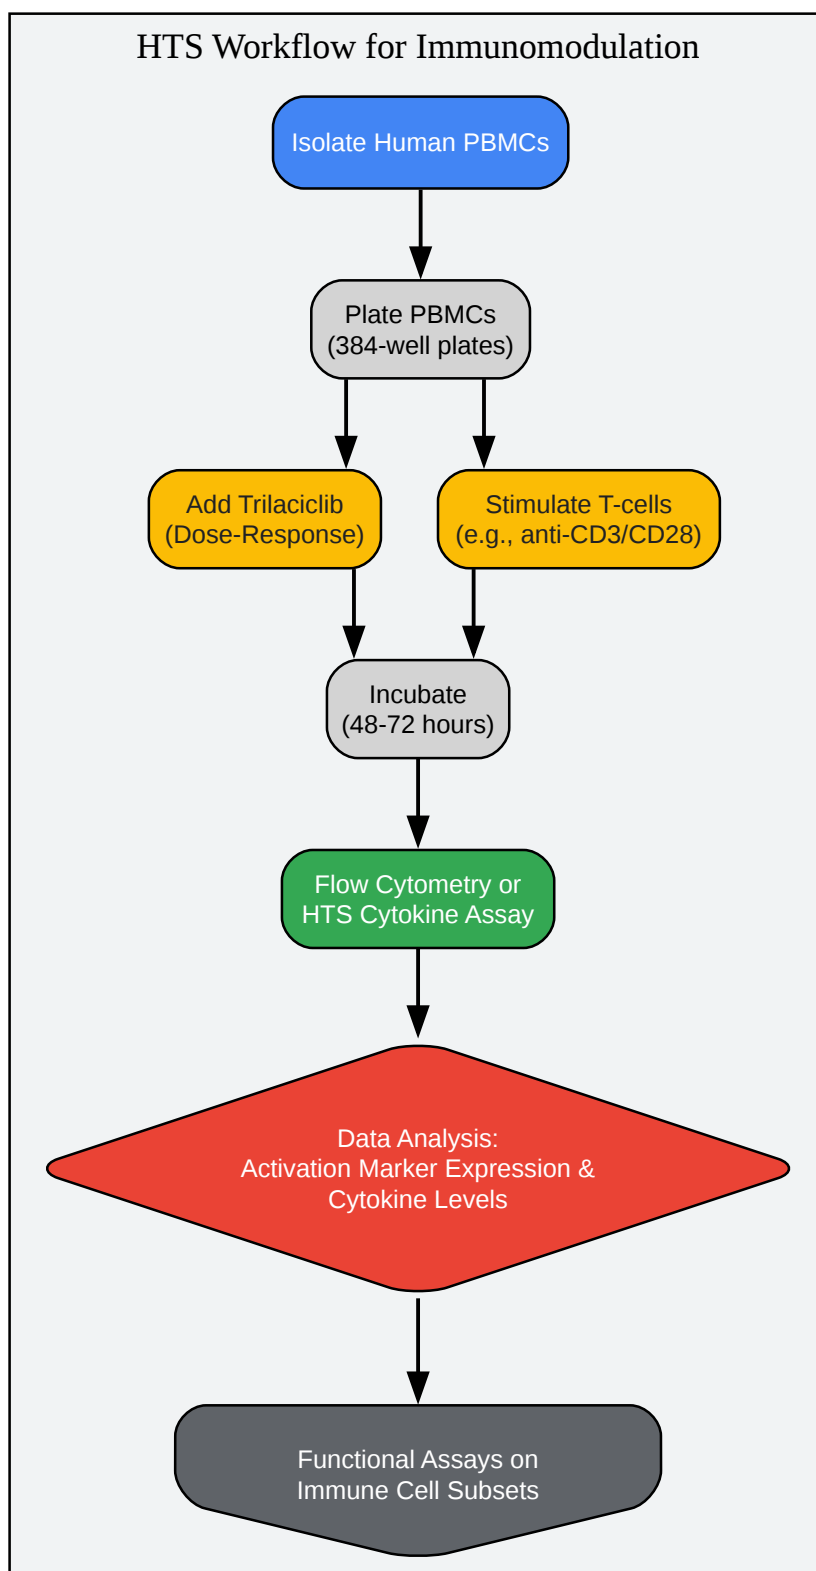 HTS Workflow for Immunomodulation
Isolate Human PBMCs
Plate PBMCs
(384-well plates)
Add Trilaciclib
(Dose-Response)
Stimulate T-cells
(e.g., anti-CD3/CD28)
Incubate
(48-72 hours)
Flow Cytometry or
HTS Cytokine Assay
Data Analysis:
Activation Marker Expression &
Cytokine Levels
Functional Assays on
Immune Cell Subsets